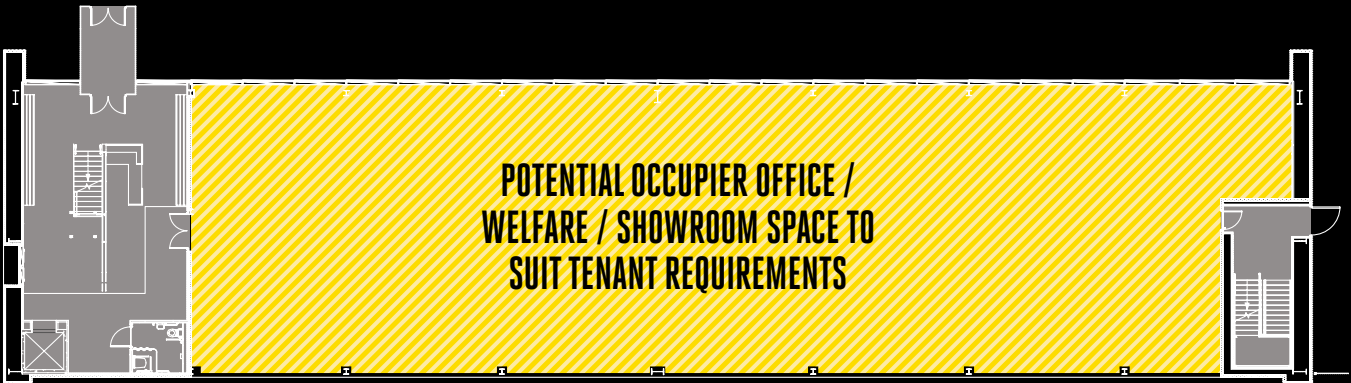 POTENTIAL OCCUPIER OFFICE /
WELFARE / SHOWROOM SPACE TO
SUIT TENANT REQUIREMENTS